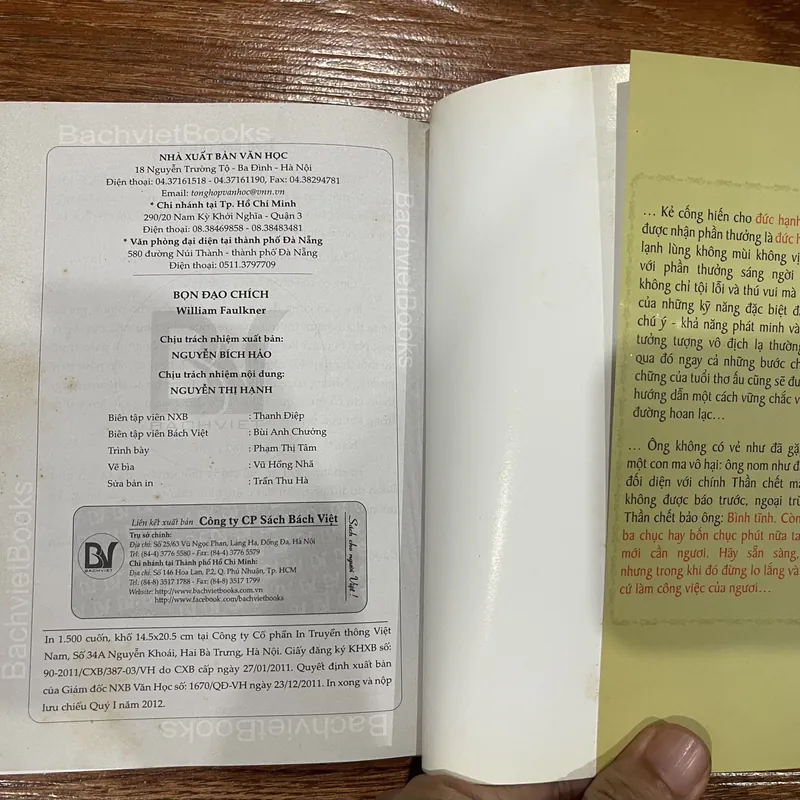 BachvietBooks
NHÀ XUẤT BẢN VĂN HỌC
18 Nguyễn Trường Tộ - Ba Đình - Hà Nội
Điện thoại: 04.37161518 - 04.37161190, Fax: 04.38294781
Email: tonghopvanhoc@vnn.vn
* Chi nhánh tại Tp. Hồ Chí Minh
290/20 Nam Kỳ Khởi Nghĩa - Quận 3
Điện thoại: 08.38469858 - 08.38483481
* Văn phòng đại diện tại thành phố Đà Nẵng
580 đường Núi Thành - thành phố Đà Nẵng
Điện thoại: 0511.3797709
BỌN ĐẠO CHÍCH
William Faulkner
Chịu trách nhiệm xuất bản:
NGUYỄN BÍCH HẢO
Chịu trách nhiệm nội dung:
NGUYỄN THỊ HẠNH
BV
BACHVIET
Biên tập viên NXB : Thanh Điệp
Biên tập viên Bách Việt : Bùi Anh Chưởng
Trình bày : Phạm Thị Tâm
Vẽ bìa : Vũ Hồng Nhã
Sửa bản in : Trần Thu Hà
BV
BACHVIET
Liên kết xuất bản Công ty CP Sách Bách Việt
Trụ sở chính:
Địa chỉ: Số 25/63 Vũ Ngọc Phan, Lang Hạ, Đống Đa, Hà Nội
Tel: (84-4) 3776 5580 - Fax: (84-4) 3776 5579
Chi nhánh tại Thành phố Hồ Chí Minh:
Địa chỉ: Số 146 Hoa Lan, P.2, Q. Phú Nhuận, Tp. HCM
Tel: (84-8) 3517 1788 - Fax: (84-8) 3517 1799
Website: http://www.bachvietbooks.com.vn
http://www.facebook.com/bachvietbooks
Sách cho người Việt!
In 1.500 cuốn, khổ 14.5x20.5 cm tại Công ty Cổ phần In Truyền thông Việt
Nam, Số 34A Nguyễn Khoái, Hai Bà Trưng, Hà Nội. Giấy đăng ký KHXB số:
90-2011/CXB/387-03/VH do CXB cấp ngày 27/01/2011. Quyết định xuất bản
của Giám đốc NXB Văn Học số: 1670/QĐ-VH ngày 23/12/2011. In xong và nộp
lưu chiểu Quý I năm 2012.
BachvietBooks
BachvietBooks
BachvietBooks
... Kẻ cống hiến cho đức hạnh
được nhận phần thưởng là đức h
lạnh lùng không mùi không vị
với phần thưởng sáng ngời
không chỉ tội lỗi và thú vui mà
của những kỹ năng đặc biệt đ
chú ý - khả năng phát minh và
tưởng tượng vô địch lạ thường
qua đó ngay cả những bước ch
chững của tuổi thơ ấu cũng sẽ đư
hướng dẫn một cách vững chắc v
đường hoan lạc...
... Ông không có vẻ như đã gặ
một con ma vô hại: ông nom như đ
đối diện với chính Thần chết mà
không được báo trước, ngoại trừ
Thần chết bảo ông: Bình tĩnh. Còn
ba chục hay bốn chục phút nữa ta
mới cần ngươi. Hãy sẵn sàng,
nhưng trong khi đó đừng lo lắng và
cứ làm công việc của ngươi...